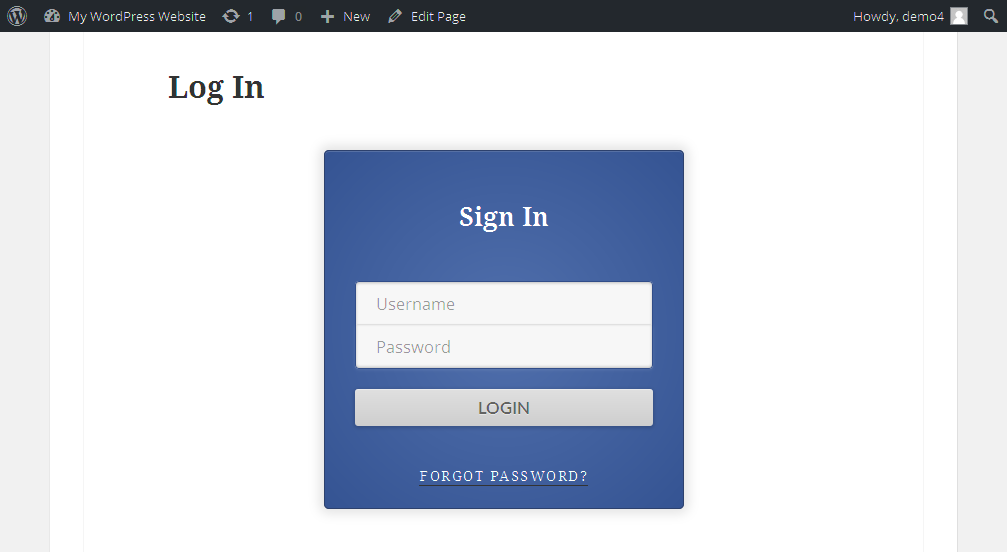 My WordPress Website 1 0 New Edit Page Howdy, demo4
Log In
Sign In
Username
Password
LOGIN
FORGOT PASSWORD?